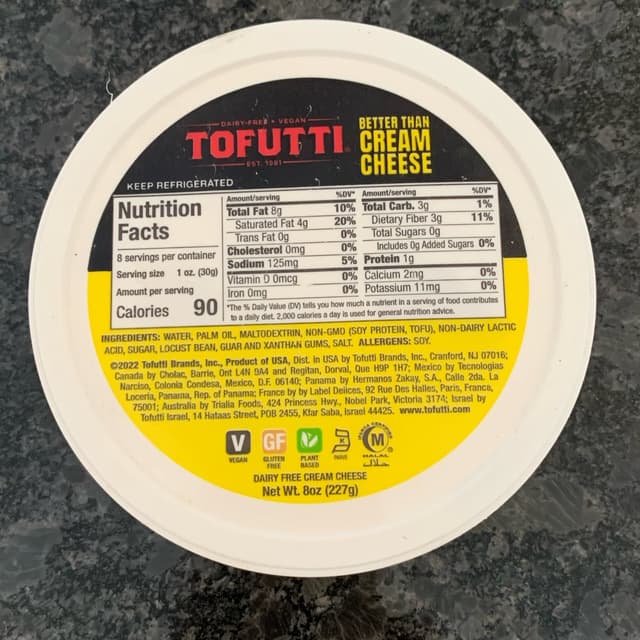 DAIRY-FREE • VEGAN
TOFUTTI
EST. 1981
BETTER THAN
CREAM
CHEESE
KEEP REFRIGERATED
Nutrition
Facts
8 servings per container
Serving size 1 oz. (30g)
Amount per serving
Calories 90
Amount/serving %DV*
Total Fat 8g 10%
Saturated Fat 4g 20%
Trans Fat 0g 0%
Cholesterol 0mg 0%
Sodium 125mg 5%
Vitamin D 0mcg 0%
Iron 0mg 0%
Amount/serving %DV*
Total Carb. 3g 1%
Dietary Fiber 3g 11%
Total Sugars 0g
Includes 0g Added Sugars 0%
Protein 1g
Calcium 2mg 0%
Potassium 11mg 0%
*The % Daily Value (DV) tells you how much a nutrient in a serving of food contributes
to a daily diet. 2,000 calories a day is used for general nutrition advice.
INGREDIENTS: WATER, PALM OIL, MALTODEXTRIN, NON-GMO (SOY PROTEIN, TOFU), NON-DAIRY LACTIC
ACID, SUGAR, LOCUST BEAN, GUAR AND XANTHAN GUMS, SALT. ALLERGENS: SOY.
©2022 Tofutti Brands, Inc., Product of USA, Dist. in USA by Tofutti Brands, Inc., Cranford, NJ 07016;
Canada by Cholac, Barrie, Ont L4N 9A4 and Regitan, Dorval, Que H9P 1H7; Mexico by Tecnologias
Narciso, Colonia Condesa, Mexico, D.F. 06140; Panama by Hermanos Zakay, S.A., Calle 2da. La
Loceria, Panama, Rep. of Panama; France by by Label Delices, 92 Rue Des Halles, Paris, France,
75001; Australia by Trialia Foods, 424 Princess Hwy., Nobel Park, Victoria 3174; Israel by
Tofutti Israel, 14 Hataas Street, POB 2455, Kfar Saba, Israel 44425. www.tofutti.com
V
VEGAN
GF
GLUTEN
FREE
PLANT
BASED
K
PARVE
M
HALAL
حلال
DAIRY FREE CREAM CHEESE
Net Wt. 8oz (227g)